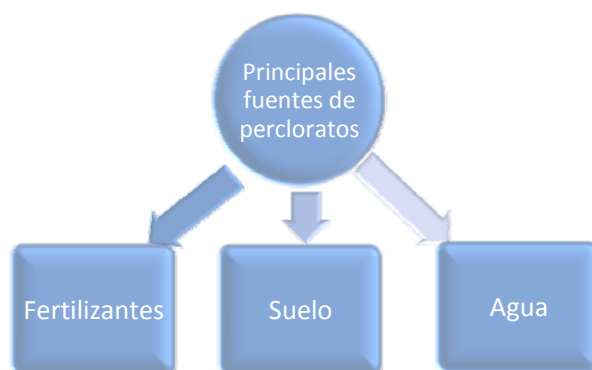 Principales
fuentes de
percloratos
Fertilizantes
Suelo
Agua